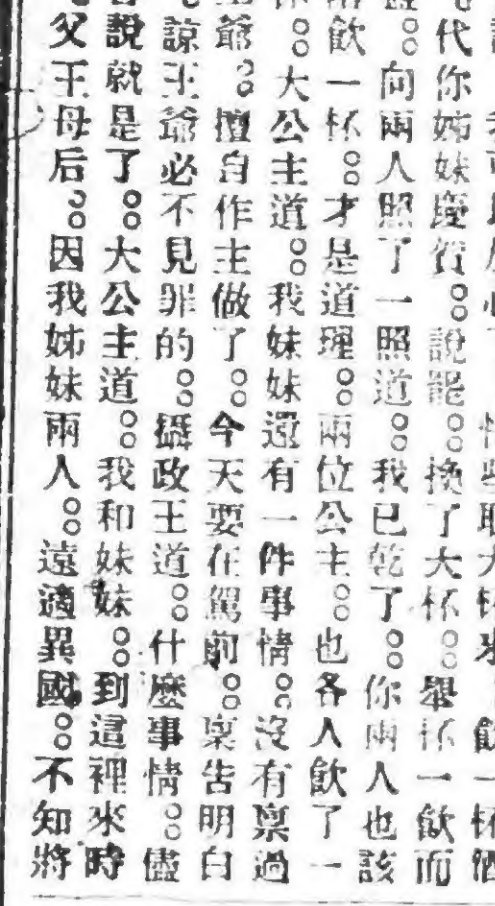 飲一杯酒
。代你姊妹慶賀。。說罷。。換了大杯。。舉杯一飲而
。。向兩人照了一照道。。我已乾了。。你兩人也該
飲一杯。。才是道理。。兩位公主。。也各人飲了一
。。大公主道。。我妹妹還有一件事情。。沒有稟過
爺。。擅自作主做了。。今天要在駕前。。稟告明白
。諒王爺必不見罪的。。攝政王道。。什麼事情。。儘
說就是了。。大公主道。。我和妹妹。。到這裡來時
。父王母后。。因我姊妹兩人。。遠適異國。。不知將